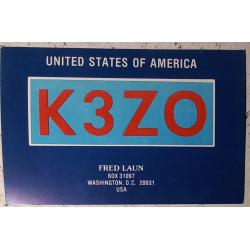 UNITED STATES OF AMERICA
K3ZO
FRED LAUN
BOX 31097
WASHINGTON, D.C. 20031
USA